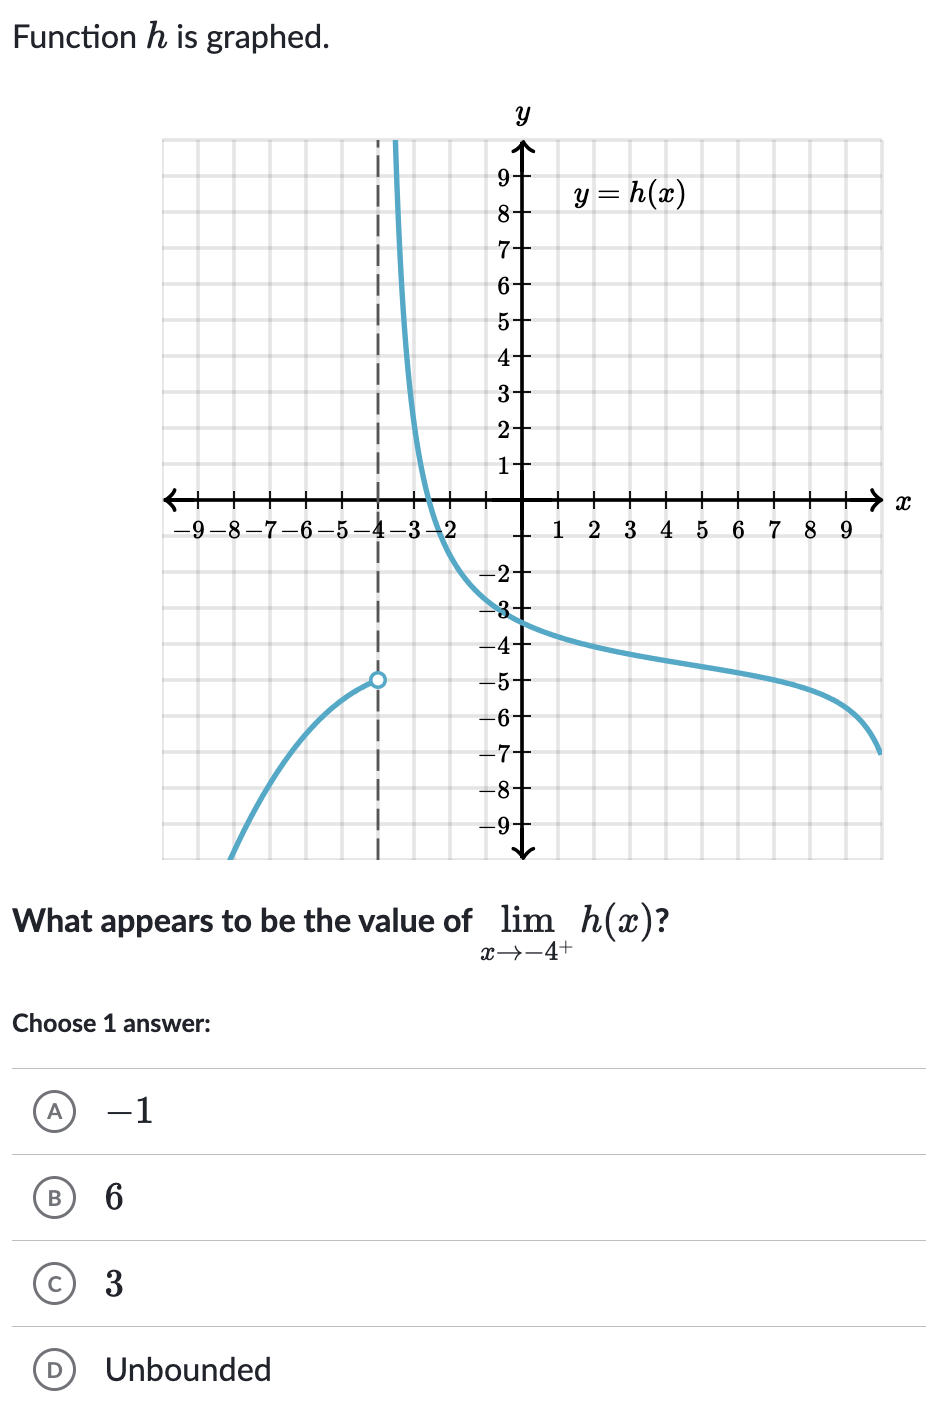 Function h is graphed.
y
9
8
7
6
5
4
3
2
1
y = h(x)
x
−9 −8 −7 −6 −5 −4 −3 −2 1 2 3 4 5 6 7 8 9
−2
−3
−4
−5
−6
−7
−8
−9
What appears to be the value of lim h(x)?
x→−4⁺
Choose 1 answer:
A −1
B 6
C 3
D Unbounded